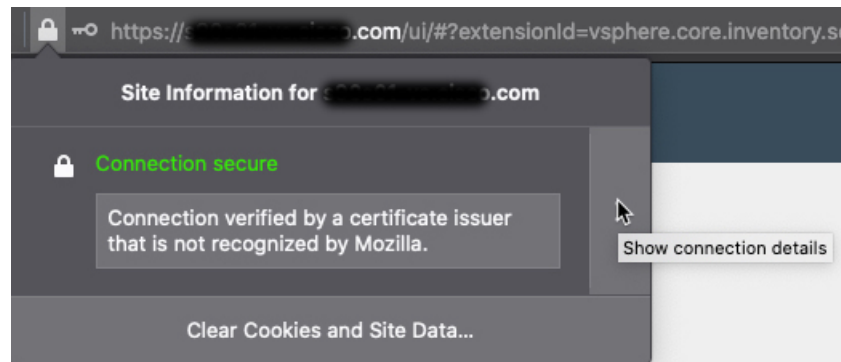 https:// .com/ui/#?extensionId=vsphere.core.inventory.s
Site Information for .com
Connection secure
Connection verified by a certificate issuer
that is not recognized by Mozilla.
Show connection details
Clear Cookies and Site Data...